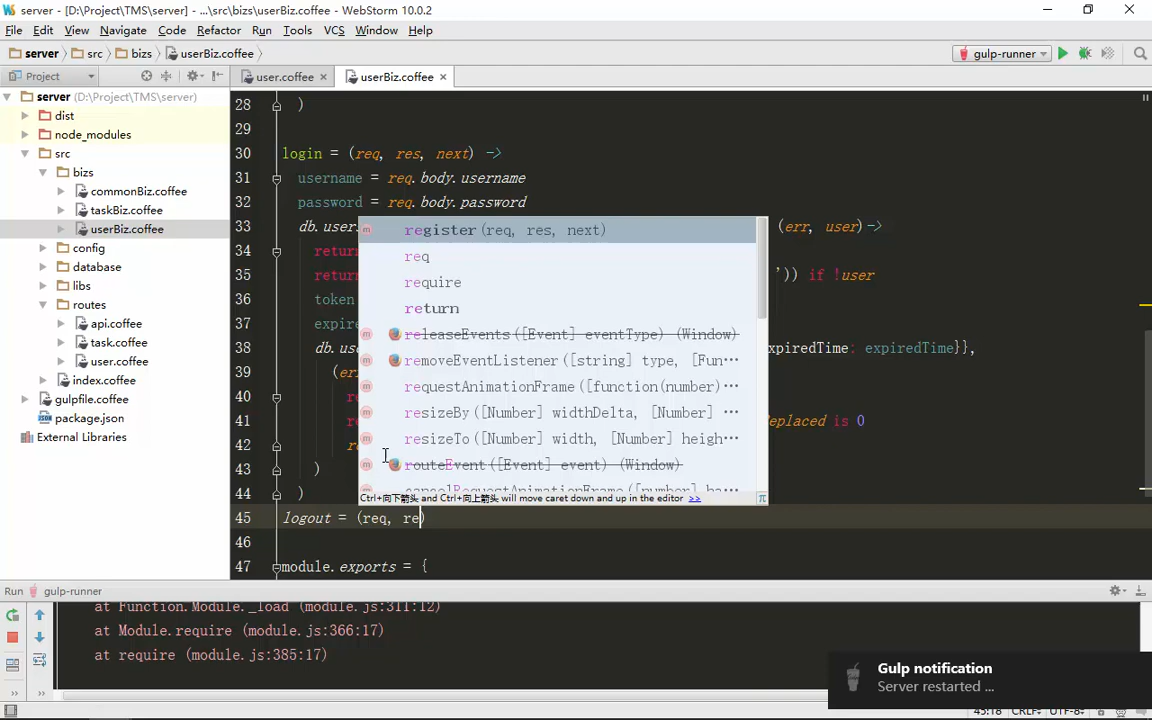 server - [D:\Project\TMS\server] - ...\src\bizs\userBiz.coffee - WebStorm 10.0.2
File Edit View Navigate Code Refactor Run Tools VCS Window Help
server src bizs userBiz.coffee gulp-runner
Project user.coffee userBiz.coffee
server (D:\Project\TMS\server)
dist
node_modules
src
bizs
commonBiz.coffee
taskBiz.coffee
userBiz.coffee
config
database
libs
routes
api.coffee
task.coffee
user.coffee
index.coffee
gulpfile.coffee
package.json
External Libraries
28 )
29
30 login = (req, res, next) ->
31 username = req.body.username
32 password = req.body.password
33 db.user (err, user)->
34 return
35 return ')) if !user
36 token
37 expire
38 db.us expiredTime: expiredTime}},
39 (er
40 re
41 re eplaced is 0
42 re
43 )
44 )
45 logout = (req, re)
46
47 module.exports = {
register(req, res, next)
req
require
return
releaseEvents([Event] eventType) (Window)
removeEventListener([string] type, [Fun···
requestAnimationFrame([function(number)···
resizeBy([Number] widthDelta, [Number] ···
resizeTo([Number] width, [Number] heigh···
routeEvent([Event] event) (Window)
cancelRequestAnimationFrame([number] ha···
Ctrl+向下箭头 and Ctrl+向上箭头 will move caret down and up in the editor >>
π
Run gulp-runner
at Function.Module._load (module.js:311:12)
at Module.require (module.js:366:17)
at require (module.js:385:17)
Gulp notification
Server restarted ...
45:18 CRLF UTF-8